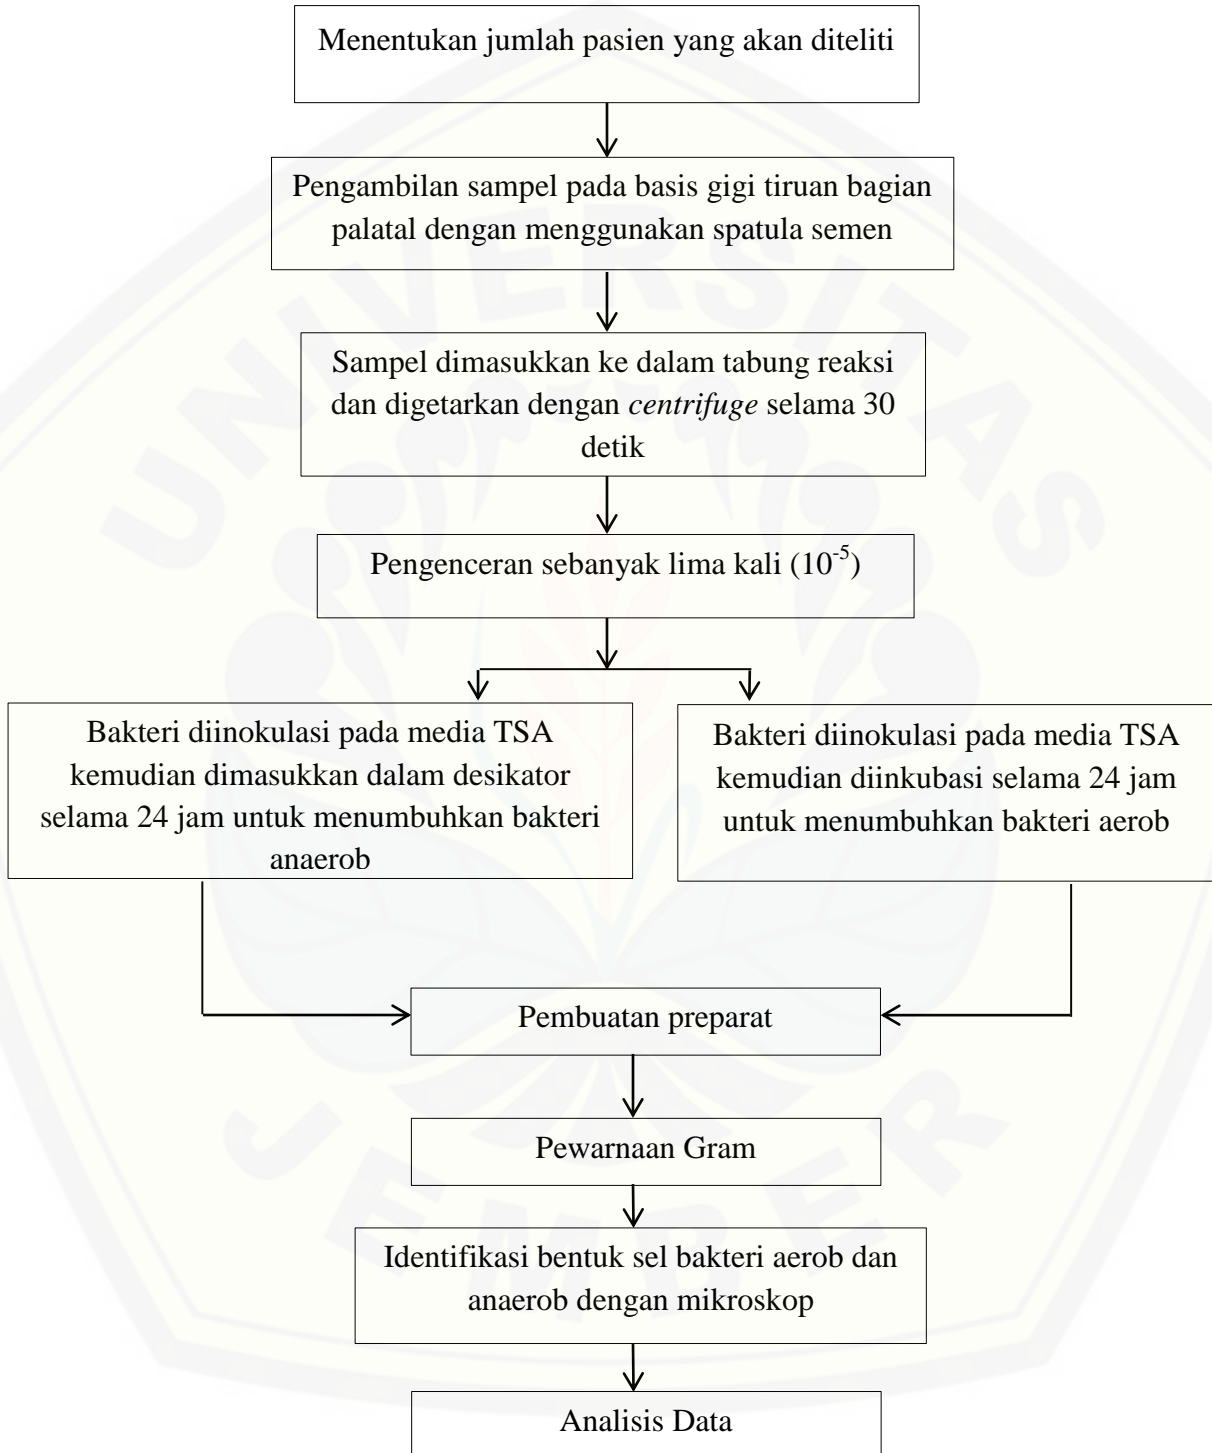 Menentukan jumlah pasien yang akan diteliti
Pengambilan sampel pada basis gigi tiruan bagian
palatal dengan menggunakan spatula semen
Sampel dimasukkan ke dalam tabung reaksi
dan digetarkan dengan centrifuge selama 30
detik
Pengenceran sebanyak lima kali (10⁻⁵)
Bakteri diinokulasi pada media TSA
kemudian dimasukkan dalam desikator
selama 24 jam untuk menumbuhkan bakteri
anaerob
Bakteri diinokulasi pada media TSA
kemudian diinkubasi selama 24 jam
untuk menumbuhkan bakteri aerob
Pembuatan preparat
Pewarnaan Gram
Identifikasi bentuk sel bakteri aerob dan
anaerob dengan mikroskop
Analisis Data
UNIVERSITAS
JEMBER